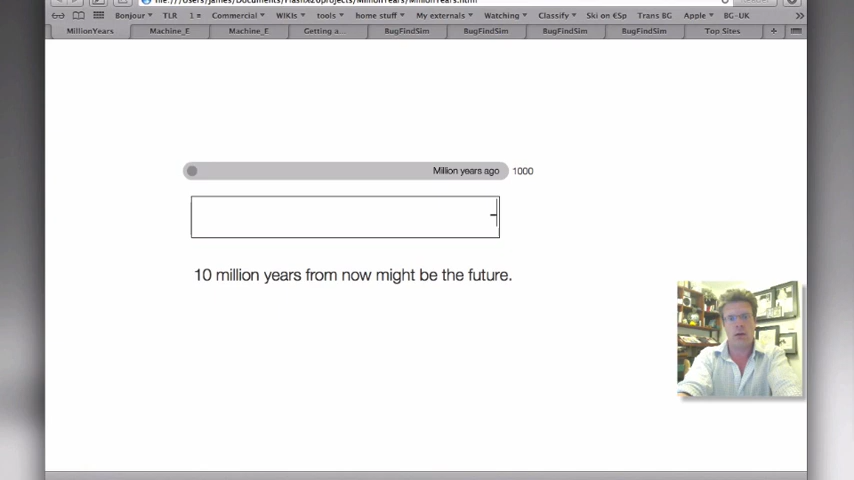 Bonjour TLR 1 Commercial WIKIs tools home stuff My externals Watching Classify Ski on €Sp Trans BG Apple BG-UK
MillionYears Machine_E Machine_E Getting a... BugFindSim BugFindSim BugFindSim BugFindSim Top Sites
Million years ago 1000
10 million years from now might be the future.